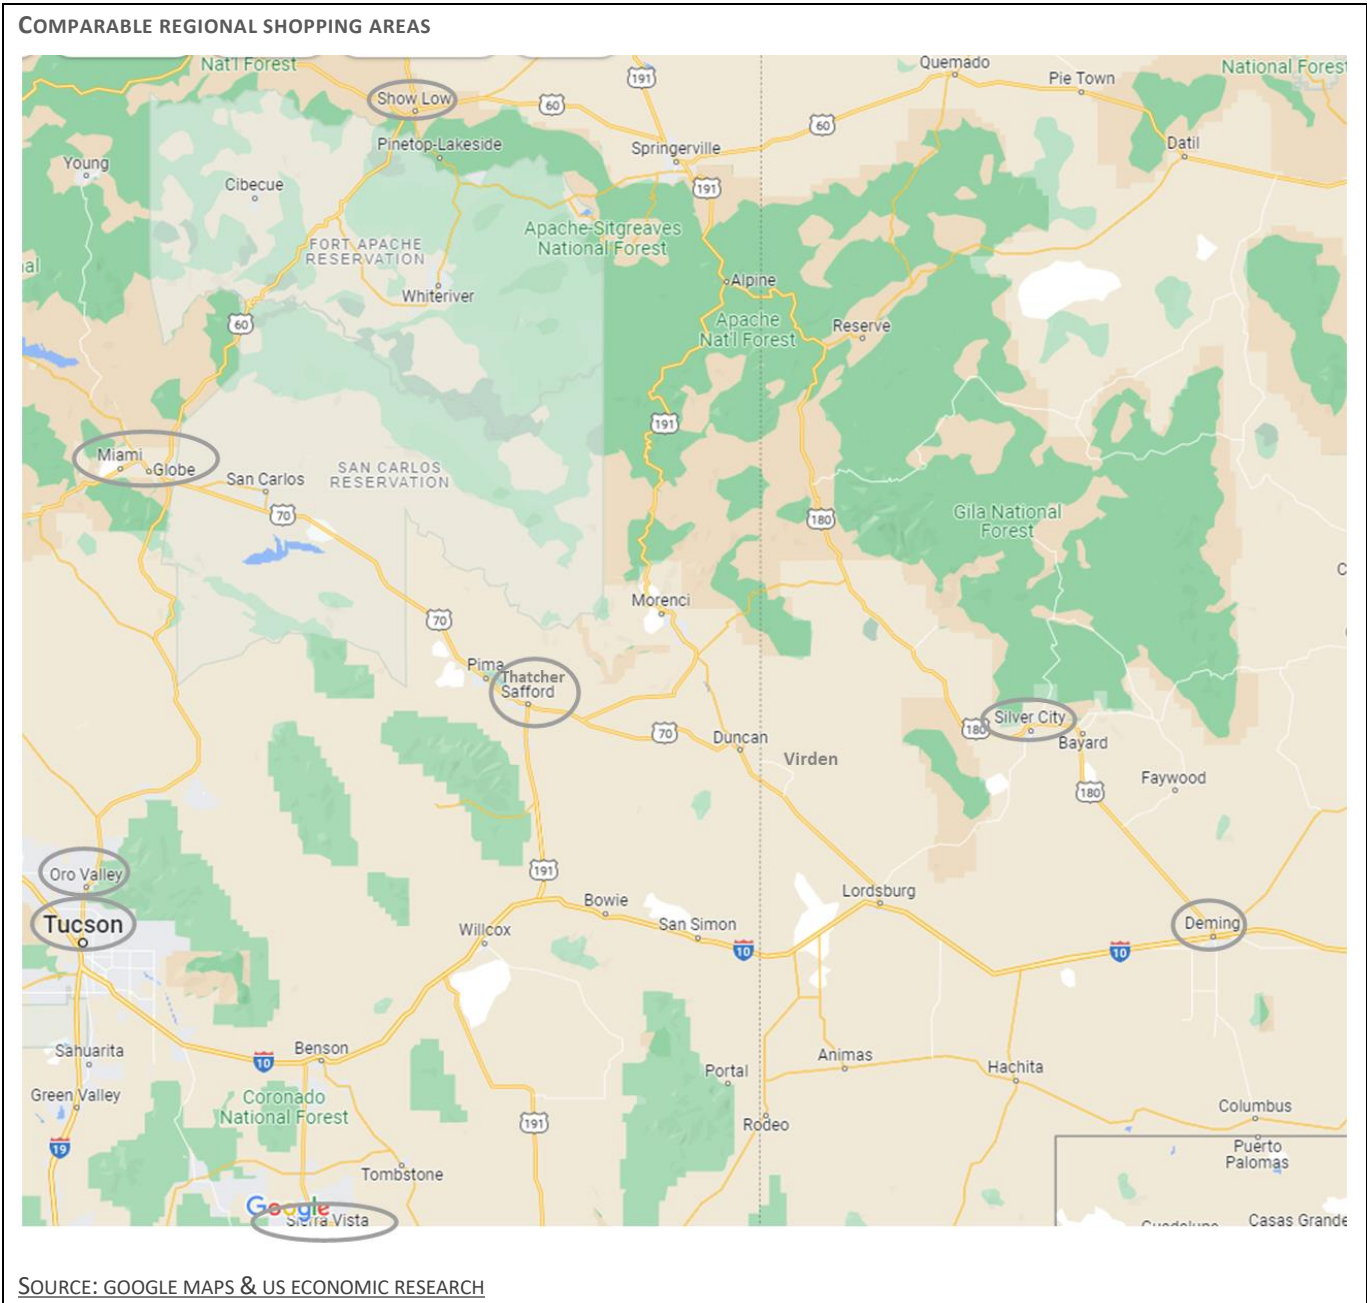 COMPARABLE REGIONAL SHOPPING AREAS
Nat'l Forest
191
Quemado
Pie Town
National Forest
Show Low
60
60
Pinetop-Lakeside
Springerville
Datil
Young
Cibecue
191
Apache-Sitgreaves
National Forest
FORT APACHE
RESERVATION
al
Whiteriver
Alpine
60
Apache
Nat'l Forest
Reserve
191
Miami
Globe
San Carlos
SAN CARLOS
RESERVATION
70
180
Gila National
Forest
C
Morenci
70
Pima
Thatcher
Safford
70
Duncan
Virden
180
Silver City
Bayard
Faywood
180
Oro Valley
191
Bowie
Lordsburg
Tucson
Willcox
San Simon
10
10
Deming
Sahuarita
10
Benson
Portal
Animas
Hachita
Green Valley
Coronado
National Forest
191
Rodeo
Columbus
19
Puerto
Palomas
Tombstone
Google
Sierra Vista
Casas Grande
SOURCE: GOOGLE MAPS & US ECONOMIC RESEARCH